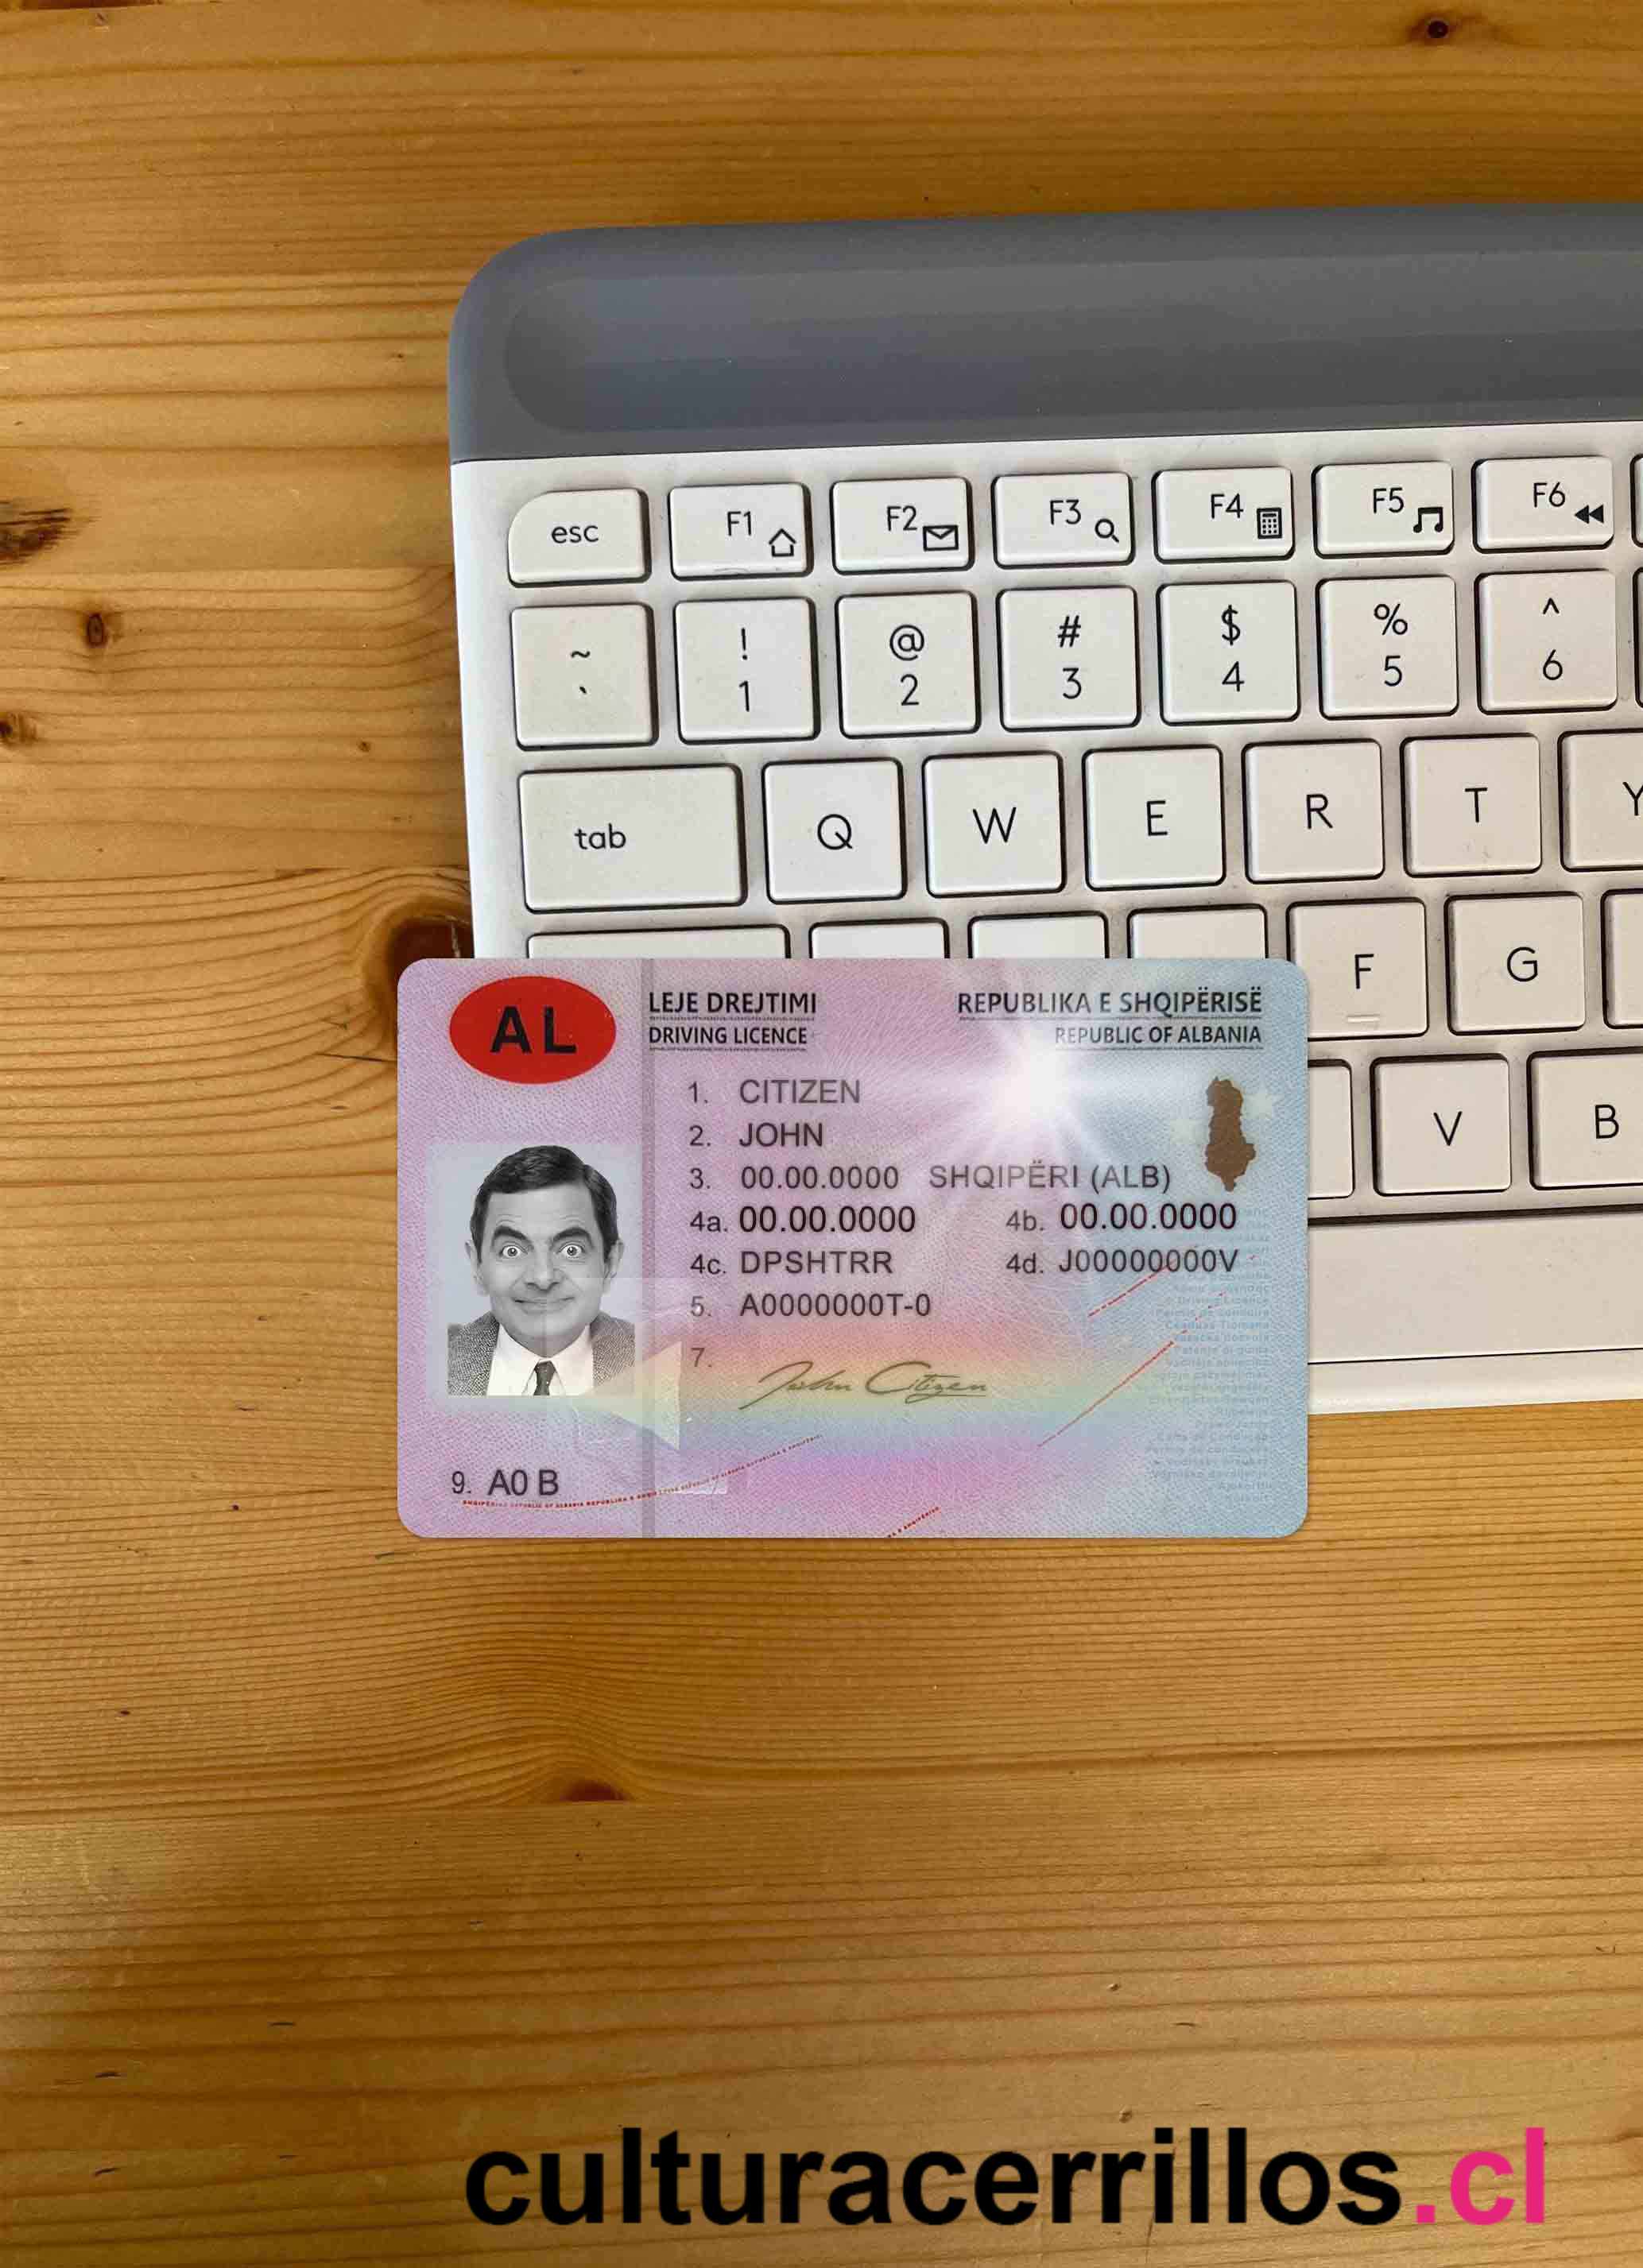 esc F1 F2 F3 F4 F5 F6
~ ! @ # $ % ^
` 1 2 3 4 5 6
tab Q W E R T Y
F G
V B
AL
LEJE DREJTIMI
DRIVING LICENCE
REPUBLIKA E SHQIPËRISË
REPUBLIC OF ALBANIA
1. CITIZEN
2. JOHN
3. 00.00.0000 SHQIPËRI (ALB)
4a. 00.00.0000 4b. 00.00.0000
4c. DPSHTRR 4d. J00000000V
5. A0000000T-0
7. John Citizen
9. A0 B
culturacerrillos.cl